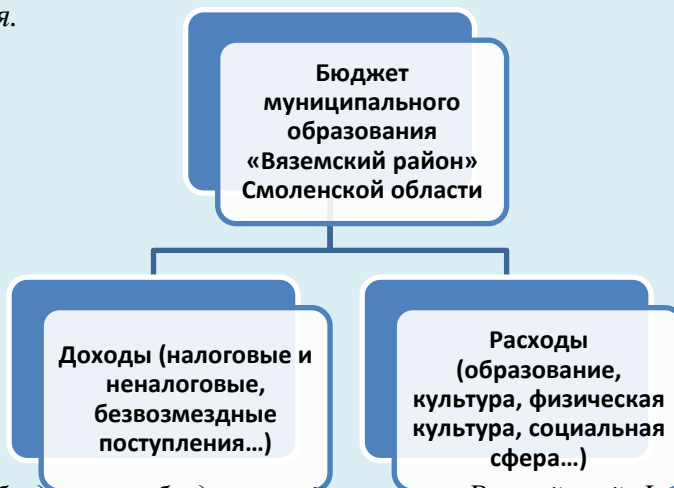 я.
Бюджет
муниципального
образования
«Вяземский район»
Смоленской области
Доходы (налоговые и
неналоговые,
безвозмездные
поступления…)
Расходы
(образование,
культура, физическая
культура, социальная
сфера…)